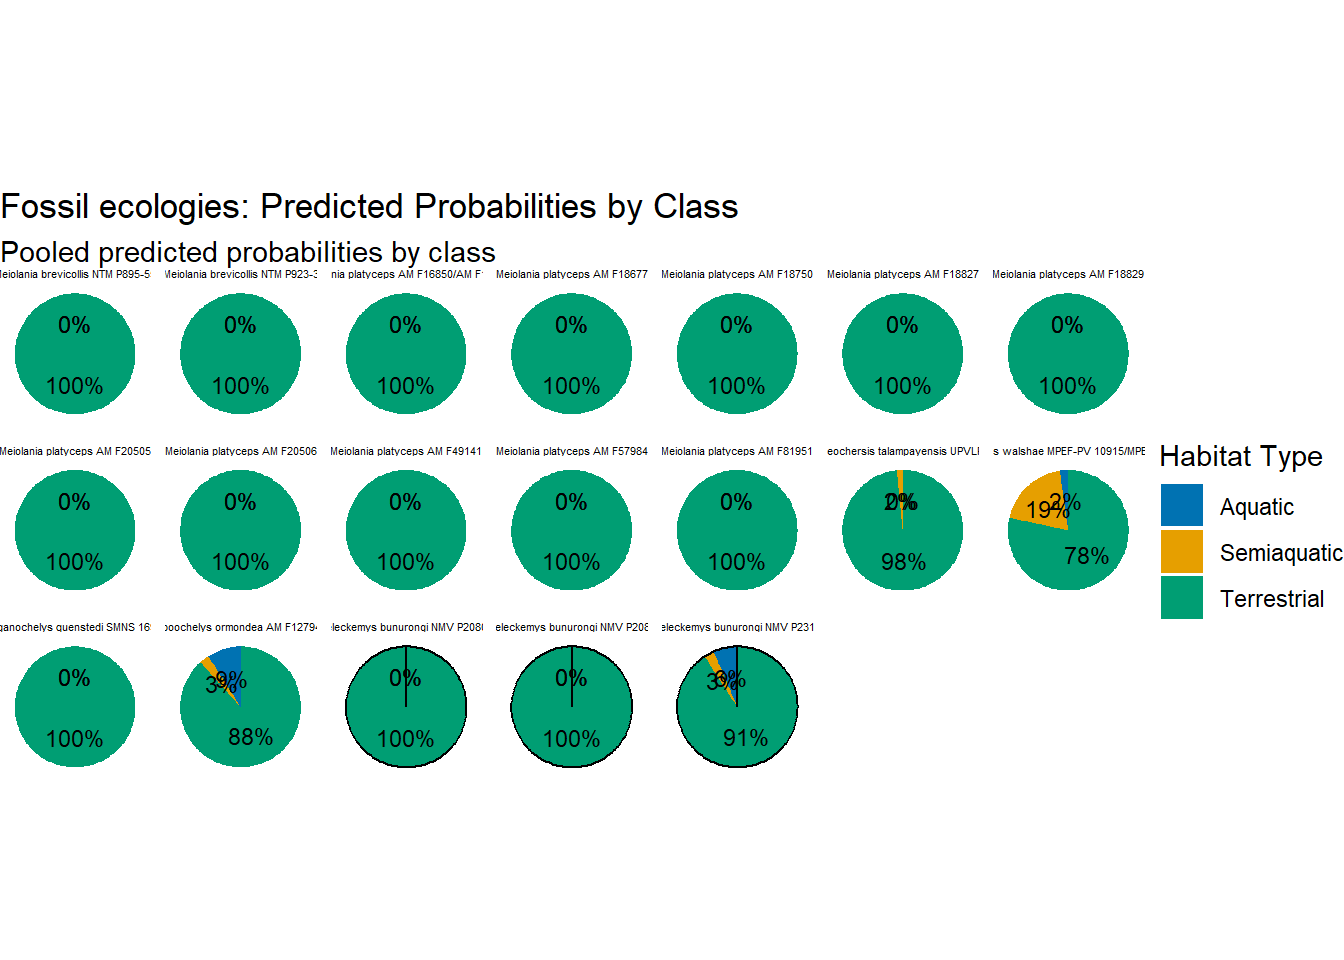 Fossil ecologies: Predicted Probabilities by Class
Pooled predicted probabilities by class
Meiolania brevicollis NTM P895-5
Meiolania brevicollis NTM P923-3
nia platyceps AM F16850/AM F
Meiolania platyceps AM F18677
Meiolania platyceps AM F18750
Meiolania platyceps AM F18827
Meiolania platyceps AM F18829
0% 0% 0% 0% 0% 0% 0%
100% 100% 100% 100% 100% 100% 100%
Meiolania platyceps AM F20505
Meiolania platyceps AM F20506
Meiolania platyceps AM F49141
Meiolania platyceps AM F57984
Meiolania platyceps AM F81951
eochersis talampayensis UPVLI
s walshae MPEF-PV 10915/MPE
0% 0% 0% 0% 0% 2% 0% 19% 2%
100% 100% 100% 100% 100% 98% 78%
Habitat Type
Aquatic
Semiaquatic
Terrestrial
ganochelys quenstedi SMNS 16
oochelys ormondea AM F12794
eleckemys bunurongi NMV P208
eleckemys bunurongi NMV P208
eleckemys bunurongi NMV P231
0% 3% 9% 0% 0% 3% 6%
100% 88% 100% 100% 91%